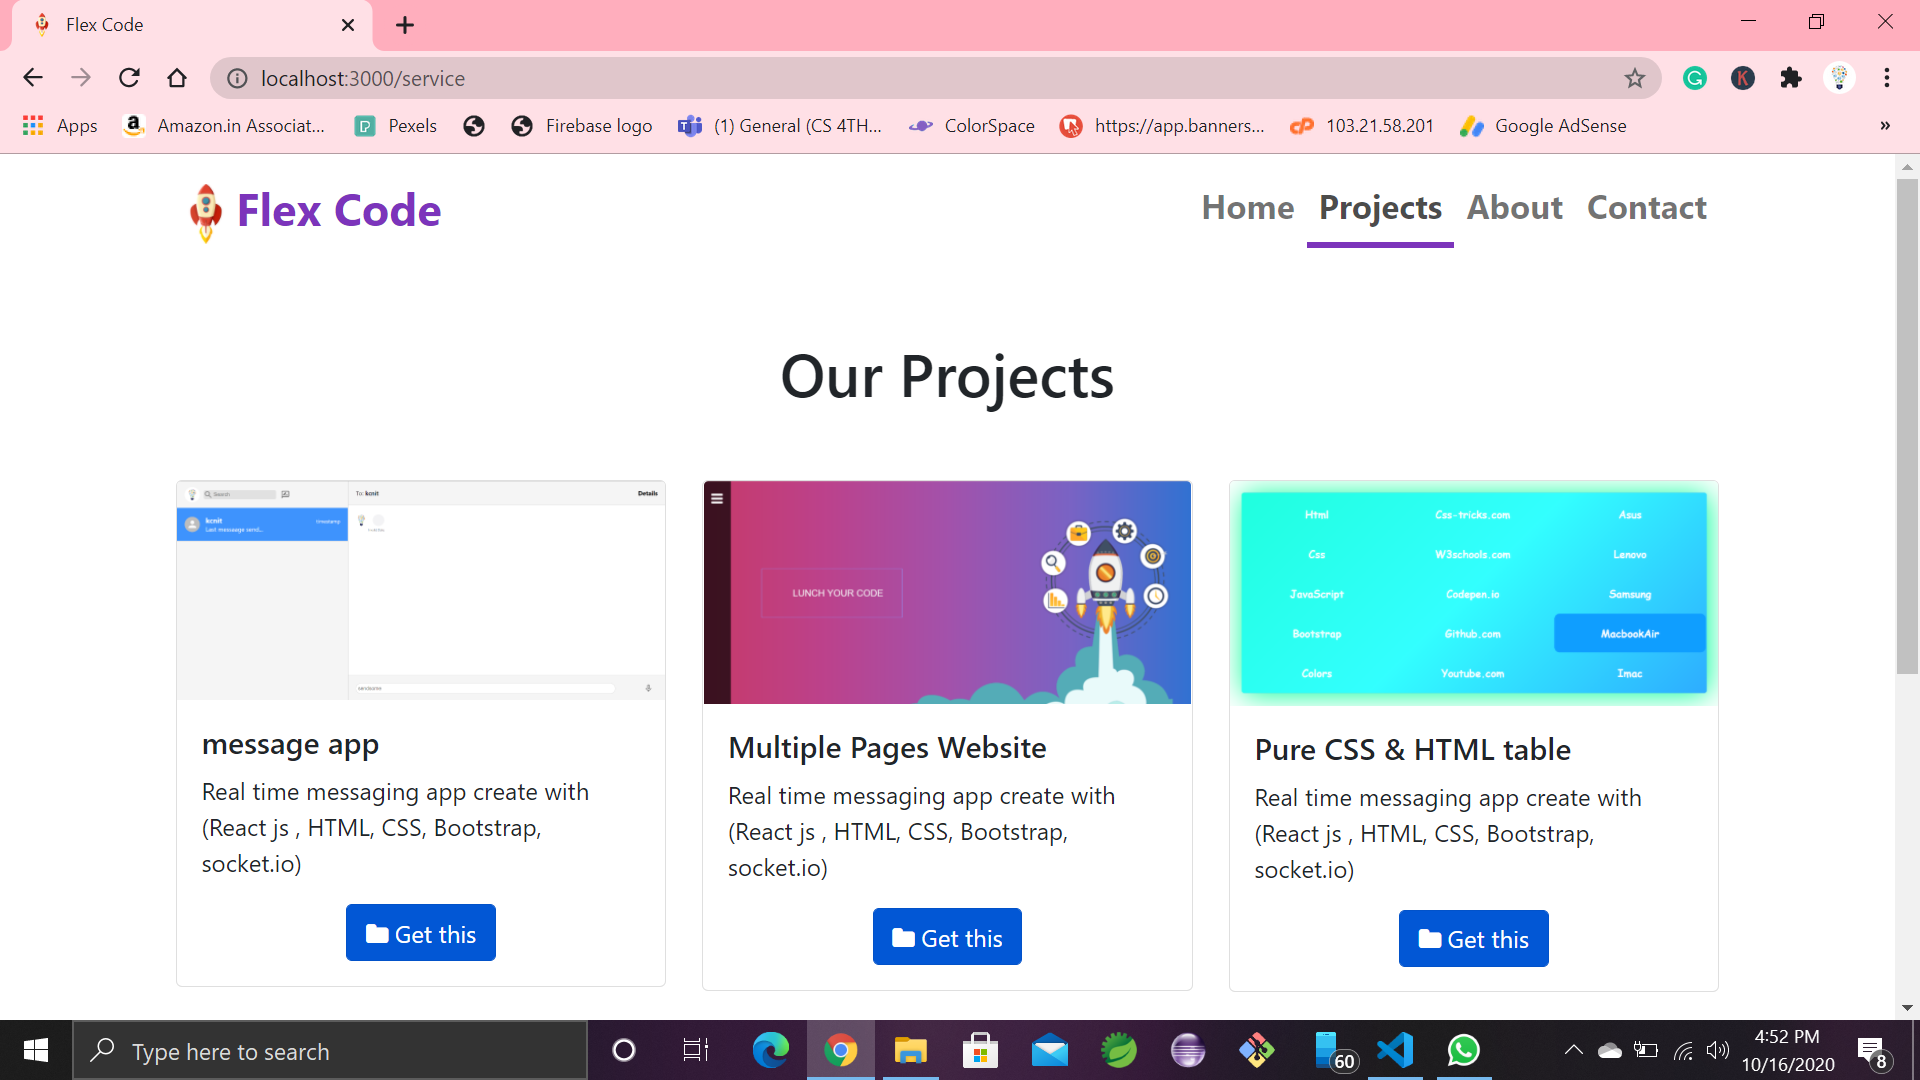 Flex Code
localhost:3000/service
Apps
Amazon.in Associat...
Pexels
Firebase logo
(1) General (CS 4TH...
ColorSpace
https://app.banners...
103.21.58.201
Google AdSense
»
Flex Code
Home
Projects
About
Contact
Our Projects
Search
To: kcnit
Details
kcnit
timestamp
Last message send...
LUNCH YOUR CODE
Html
Css-tricks.com
Asus
Css
W3schools.com
Lenovo
JavaScript
Codepen.io
Samsung
Bootstrap
Github.com
MacbookAir
Colors
Youtube.com
Imac
message app
Real time messaging app create with
(React js , HTML, CSS, Bootstrap,
socket.io)
Get this
Multiple Pages Website
Real time messaging app create with
(React js , HTML, CSS, Bootstrap,
socket.io)
Get this
Pure CSS & HTML table
Real time messaging app create with
(React js , HTML, CSS, Bootstrap,
socket.io)
Get this
Type here to search
60
4:52 PM
10/16/2020
8